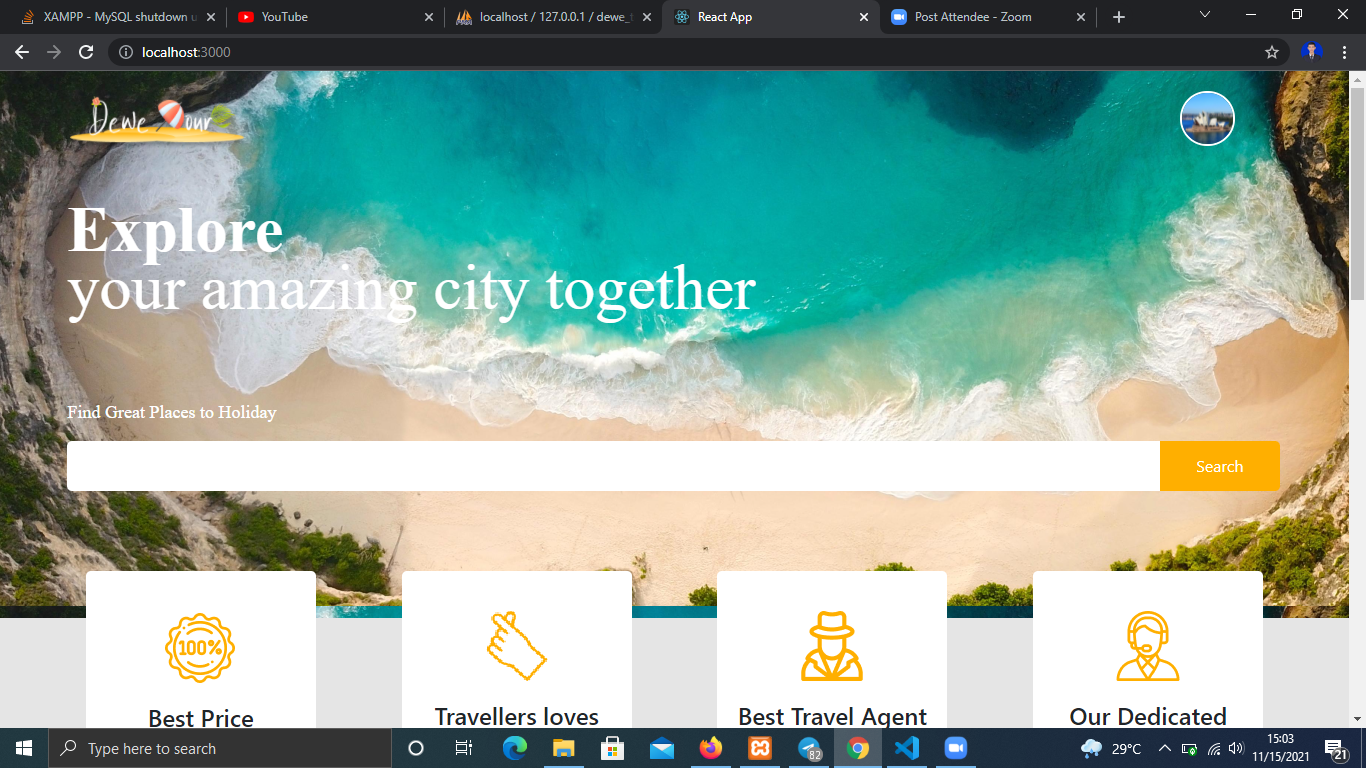 XAMPP - MySQL shutdown u
YouTube
localhost / 127.0.0.1 / dewe_t
React App
Post Attendee - Zoom
localhost:3000
Dewe Tour
Explore
your amazing city together
Find Great Places to Holiday
Search
100%
Best Price
Travellers loves
Best Travel Agent
Our Dedicated
Type here to search
82
29°C
15:03
11/15/2021
21